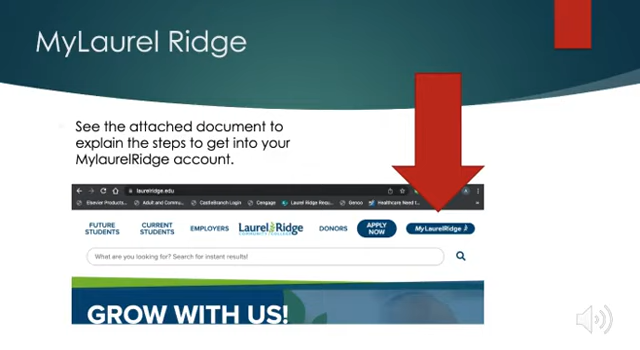 MyLaurel Ridge
See the attached document to
explain the steps to get into your
MylaurelRidge account.
laurelridge.edu
Elsevier Products... Adult and Commu... CastleBranch Login Cengage Laurel Ridge Requ... Genoo Healthcare Need t...
FUTURE
STUDENTS
CURRENT
STUDENTS
EMPLOYERS
Laurel Ridge
COMMUNITY COLLEGE
DONORS
APPLY
NOW
MyLaurelRidge
What are you looking for? Search for instant results!
GROW WITH US!